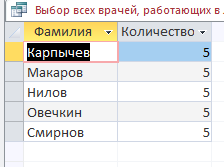 Выбор всех врачей, работающих в
Фамилия Количество
Карпычев 5
Макаров 5
Нилов 5
Овечкин 5
Смирнов 5